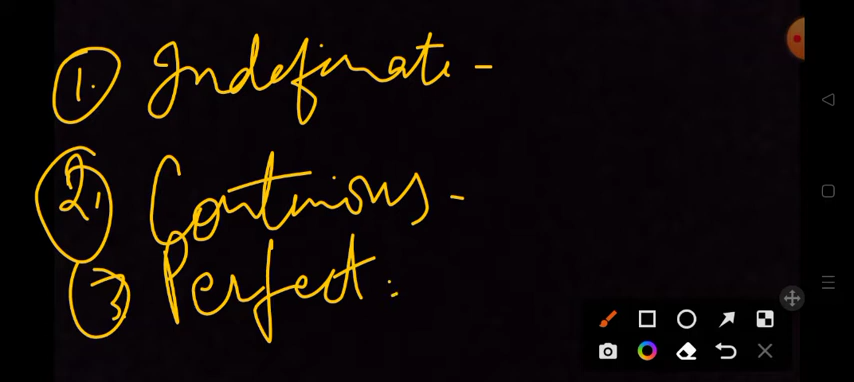 1. Indefinate -
2. Continious -
3 Perfect :